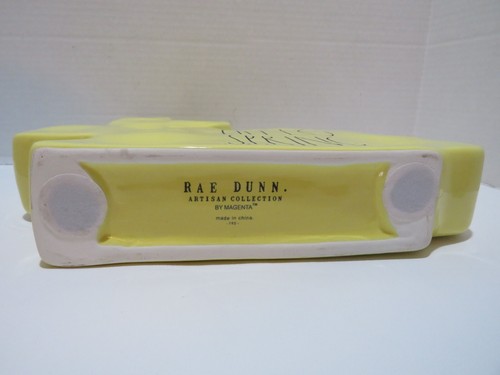 RAE DUNN.
ARTISAN COLLECTION
BY MAGENTA™
made in china